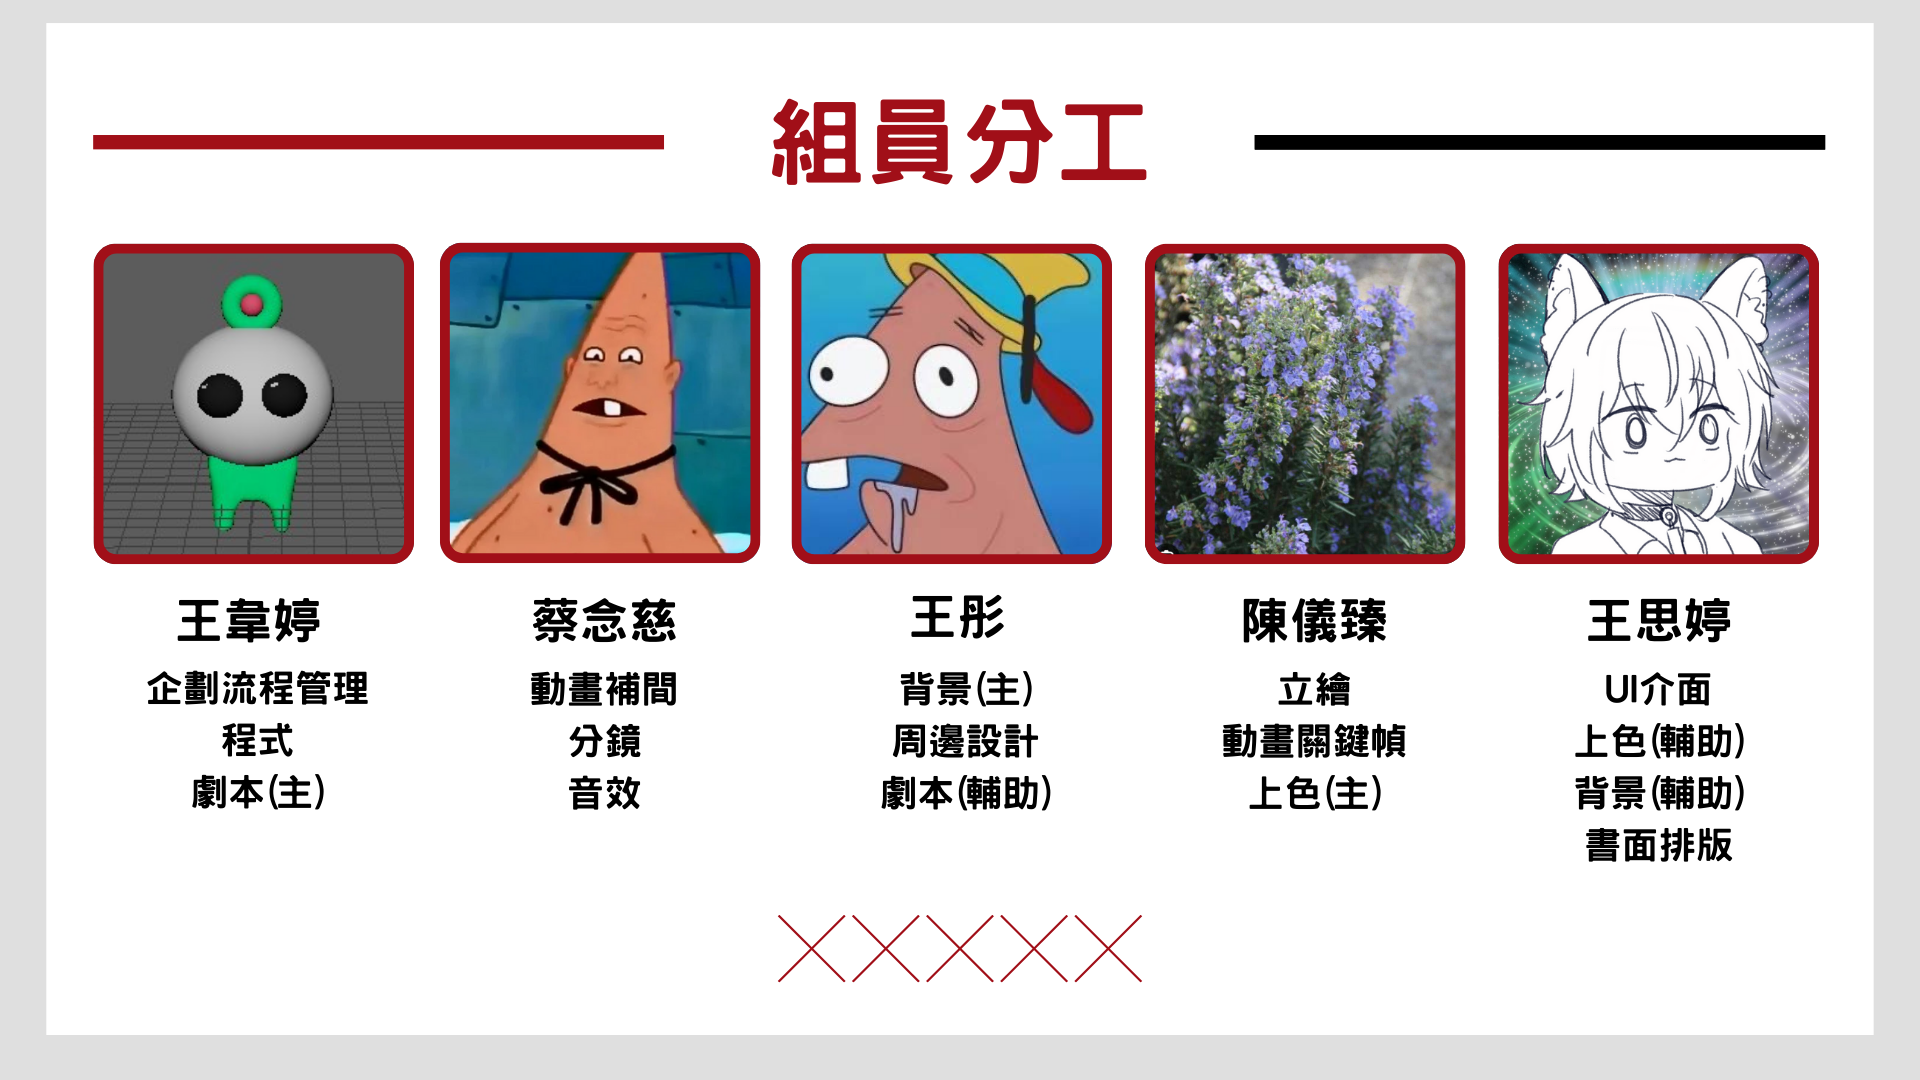 組員分工
王韋婷
企劃流程管理
程式
劇本(主)
蔡念慈
動畫補間
分鏡
音效
王彤
背景(主)
周邊設計
劇本(輔助)
陳儀臻
立繪
動畫關鍵幀
上色(主)
王思婷
UI介面
上色(輔助)
背景(輔助)
書面排版